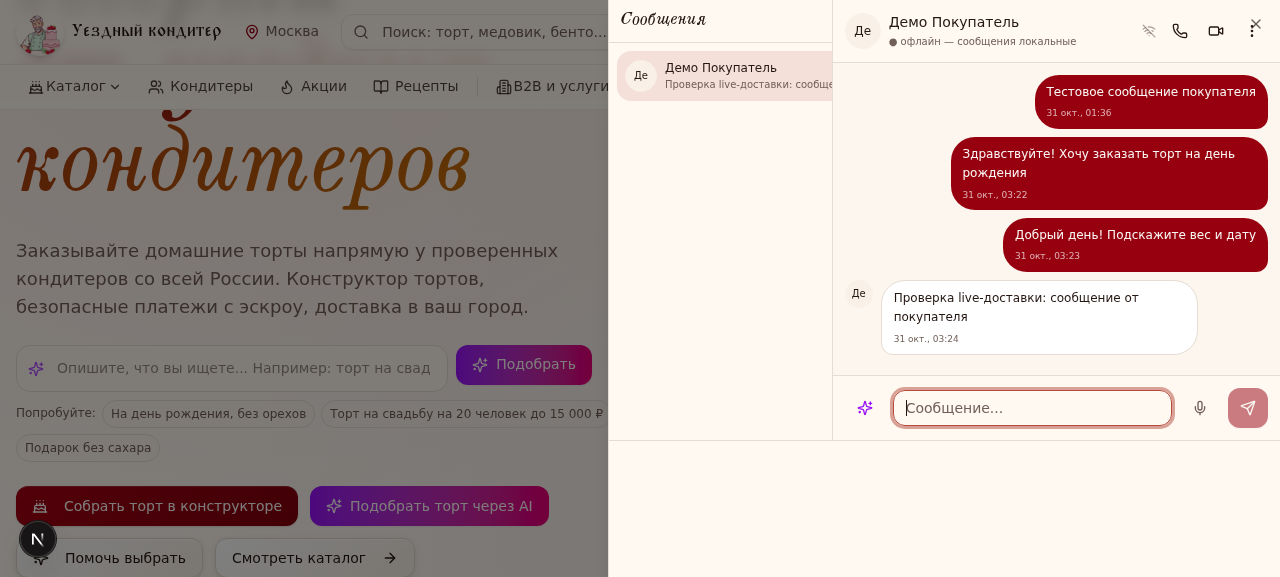 Уездный кондитер
Москва
Поиск: торт, медовик, бенто...
Каталог
Кондитеры
Акции
Рецепты
B2B и услуги
кондитеров
Заказывайте домашние торты напрямую у проверенных
кондитеров со всей России. Конструктор тортов,
безопасные платежи с эскроу, доставка в ваш город.
Опишите, что вы ищете... Например: торт на свад
Подобрать
Попробуйте:
На день рождения, без орехов
Торт на свадьбу на 20 человек до 15 000 ₽
Подарок без сахара
Собрать торт в конструкторе
Подобрать торт через AI
Помочь выбрать
Смотреть каталог
Сообщения
Де
Демо Покупатель
Проверка live-доставки: сообще
Де
Демо Покупатель
● офлайн — сообщения локальные
Тестовое сообщение покупателя
31 окт., 01:36
Здравствуйте! Хочу заказать торт на день
рождения
31 окт., 03:22
Добрый день! Подскажите вес и дату
31 окт., 03:23
Де
Проверка live-доставки: сообщение от
покупателя
31 окт., 03:24
Сообщение...